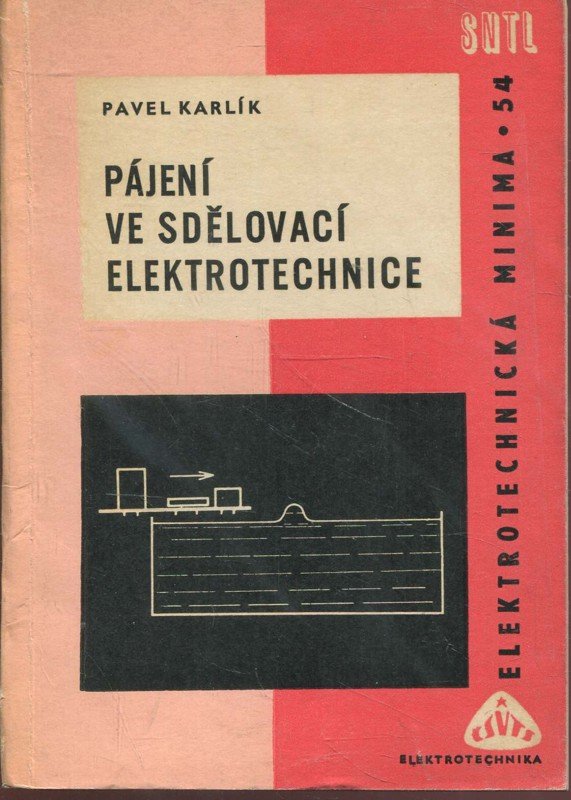 SNTL
PAVEL KARLÍK
PÁJENÍ
VE SDĚLOVACÍ
ELEKTROTECHNICE
ELEKTROTECHNICKÁ MINIMA • 54
ČSVTS
ELEKTROTECHNIKA